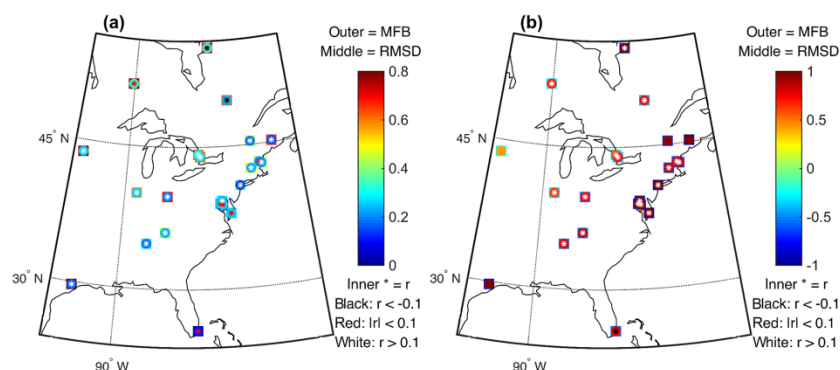 (a)
Outer = MFB
Middle = RMSD
0.8
0.6
0.4
0.2
0
45° N
30° N
90° W
Inner * = r
Black: r < -0.1
Red: |r| < 0.1
White: r > 0.1
(b)
Outer = MFB
Middle = RMSD
1
0.5
0
-0.5
-1
45° N
30° N
90° W
Inner * = r
Black: r < -0.1
Red: |r| < 0.1
White: r > 0.1